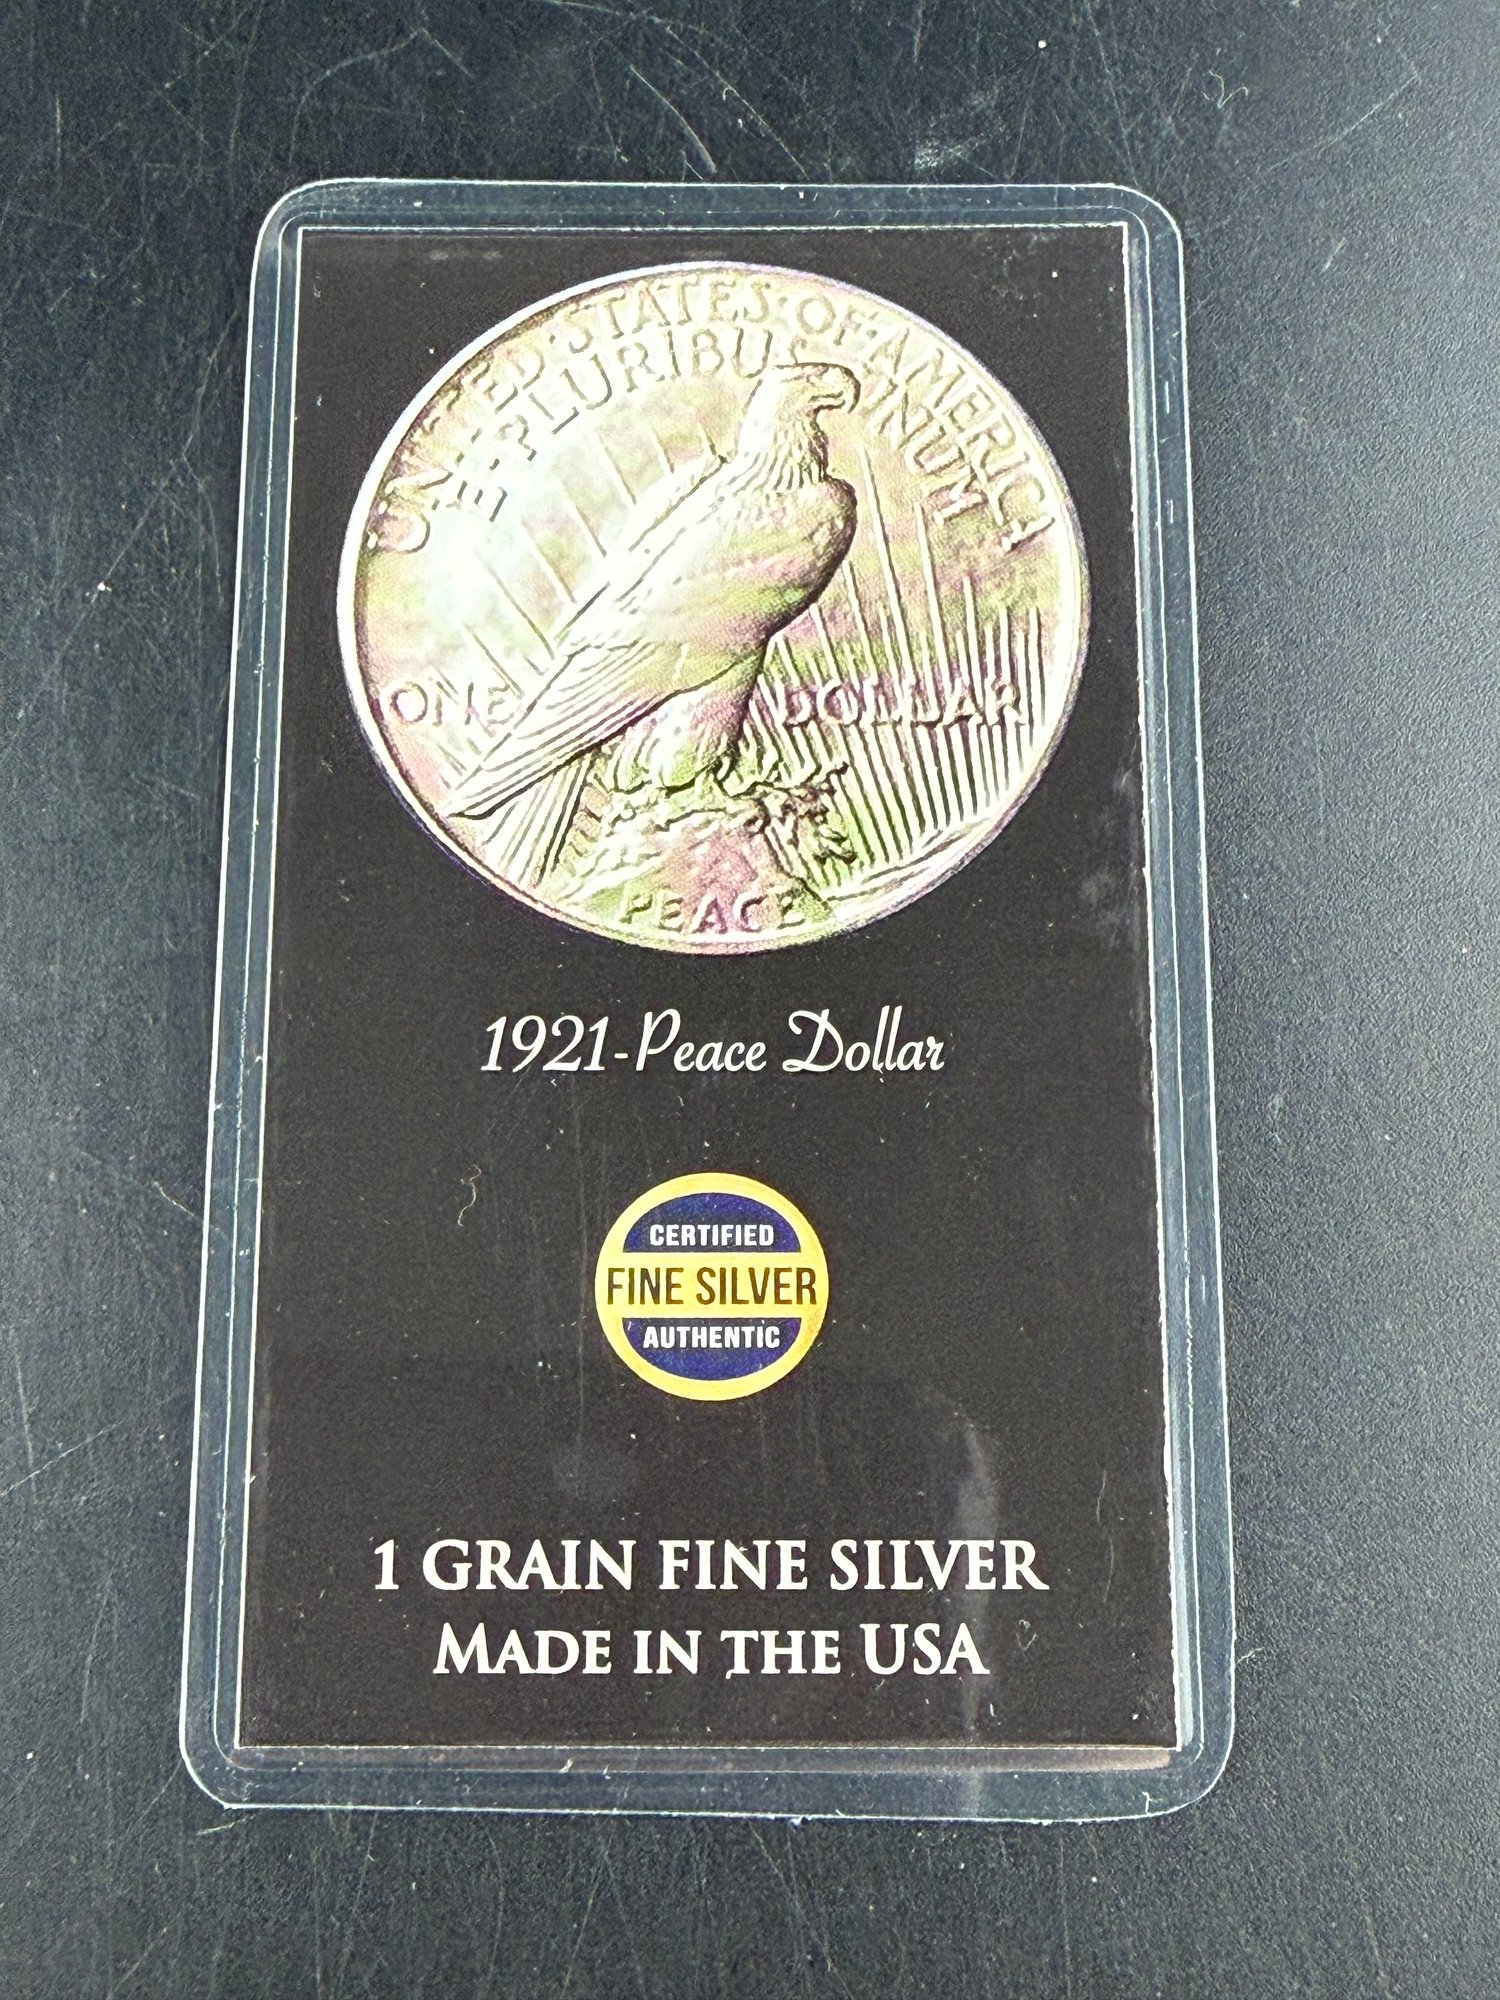 UNITED·STATES·OF·AMERICA
E·PLURIBUS UNUM
ONE DOLLAR
PEACE
1921-Peace Dollar
CERTIFIED
FINE SILVER
AUTHENTIC
1 GRAIN FINE SILVER
MADE IN THE USA